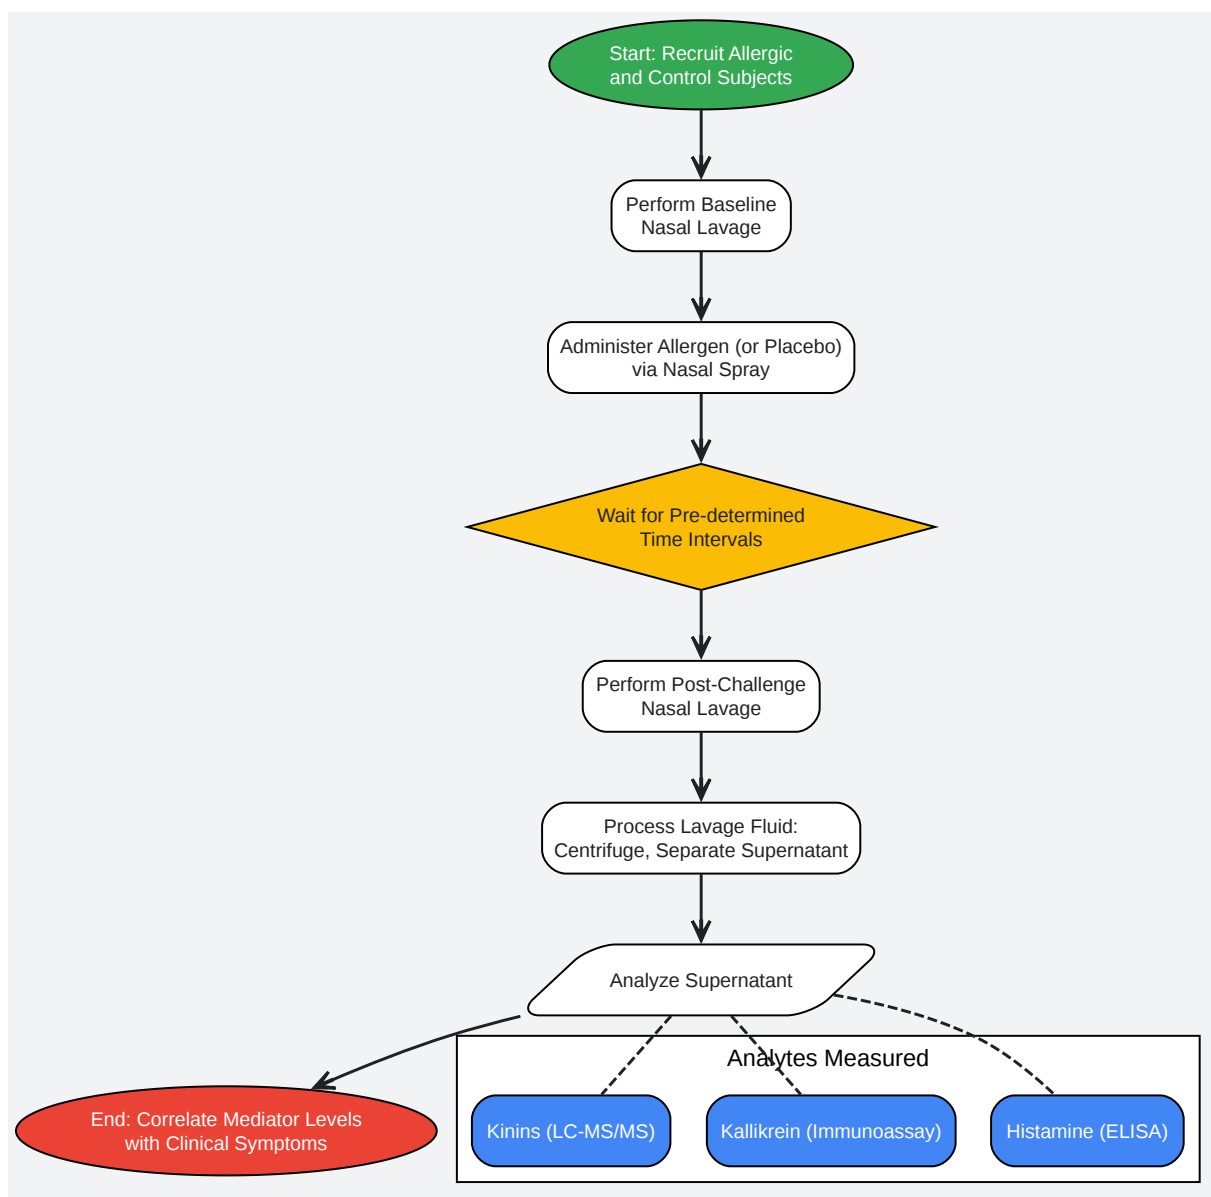 Start: Recruit Allergic
and Control Subjects
Perform Baseline
Nasal Lavage
Administer Allergen (or Placebo)
via Nasal Spray
Wait for Pre-determined
Time Intervals
Perform Post-Challenge
Nasal Lavage
Process Lavage Fluid:
Centrifuge, Separate Supernatant
Analyze Supernatant
Analytes Measured
End: Correlate Mediator Levels
with Clinical Symptoms
Kinins (LC-MS/MS)
Kallikrein (Immunoassay)
Histamine (ELISA)